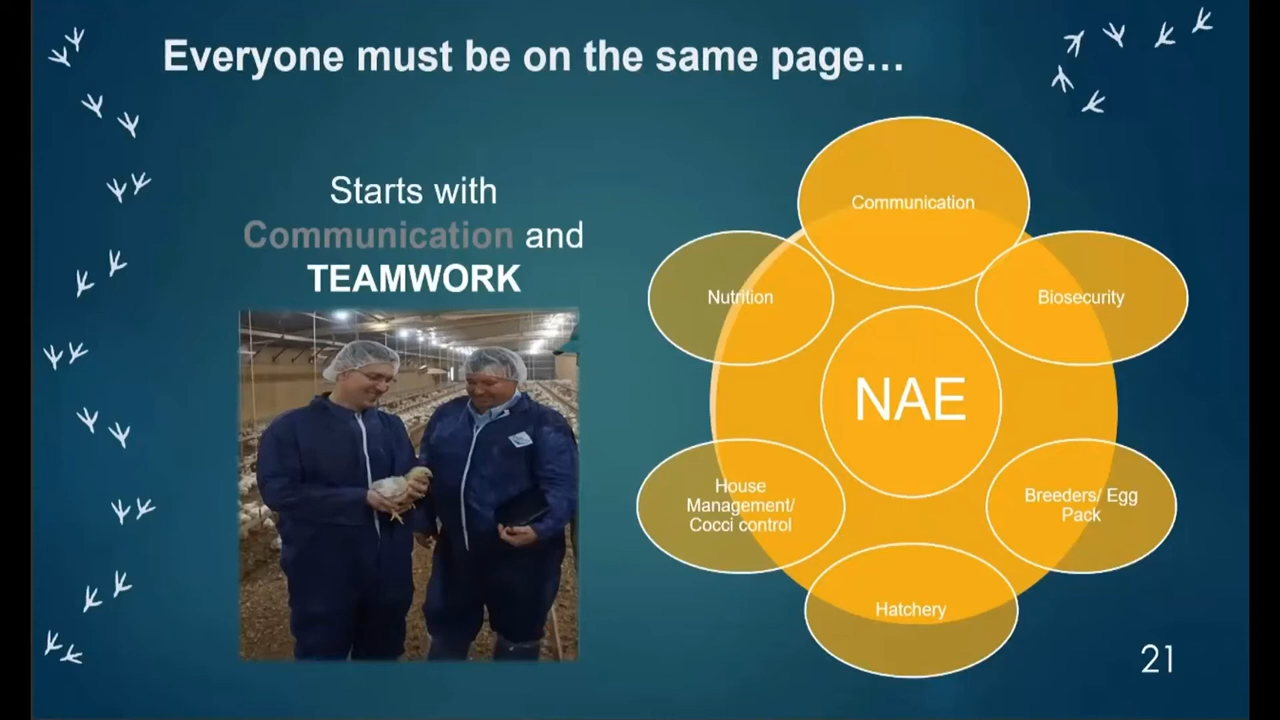 Everyone must be on the same page…
Starts with
Communication and
TEAMWORK
Communication
Nutrition
Biosecurity
NAE
House
Management/
Cocci control
Breeders/ Egg
Pack
Hatchery
21